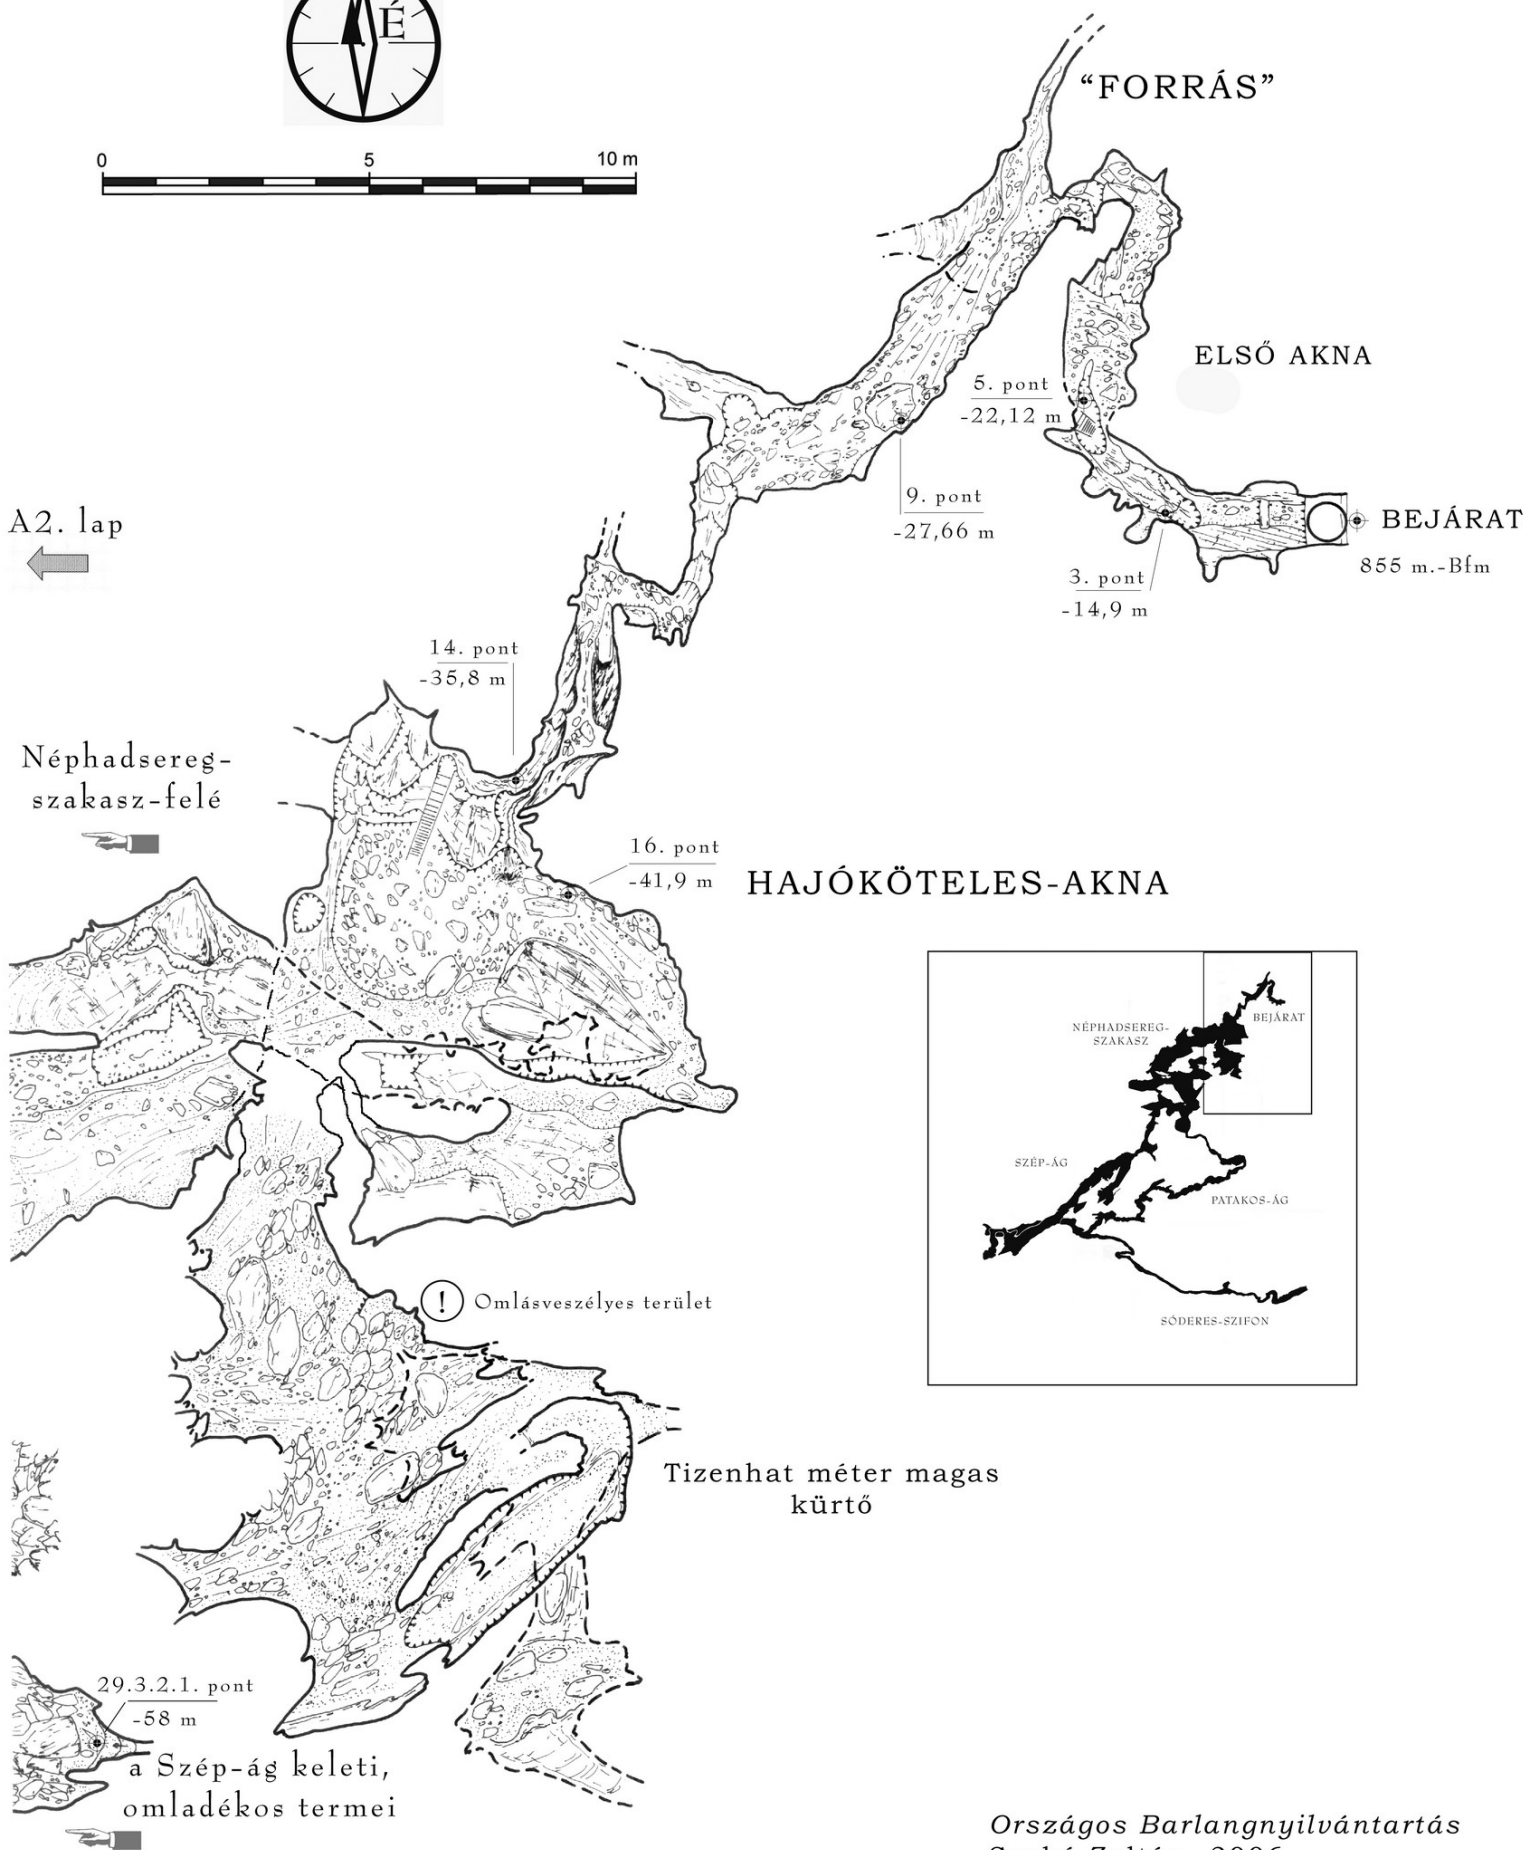 É
0 5 10 m
“FORRÁS”
ELSŐ AKNA
5. pont
-22,12 m
9. pont
-27,66 m
A2. lap
BEJÁRAT
855 m.-Bfm
3. pont
-14,9 m
14. pont
-35,8 m
Néphadsereg-
szakasz-felé
16. pont
-41,9 m
HAJÓKÖTELES-AKNA
BEJÁRAT
NÉPHADSEREG-
SZAKASZ
SZÉP-ÁG
PATAKOS-ÁG
SÓDERES-SZIFON
! Omlásveszélyes terület
Tizenhat méter magas
kürtő
29.3.2.1. pont
-58 m
a Szép-ág keleti,
omladékos termei
Országos Barlangnyilvántartás